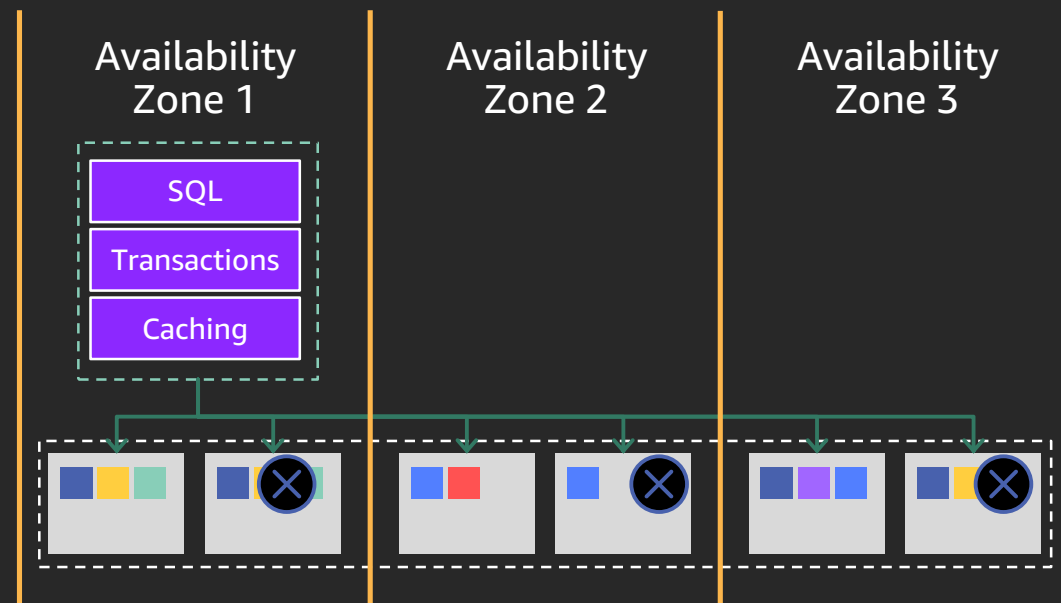 Availability
Zone 1
Availability
Zone 2
Availability
Zone 3
SQL
Transactions
Caching